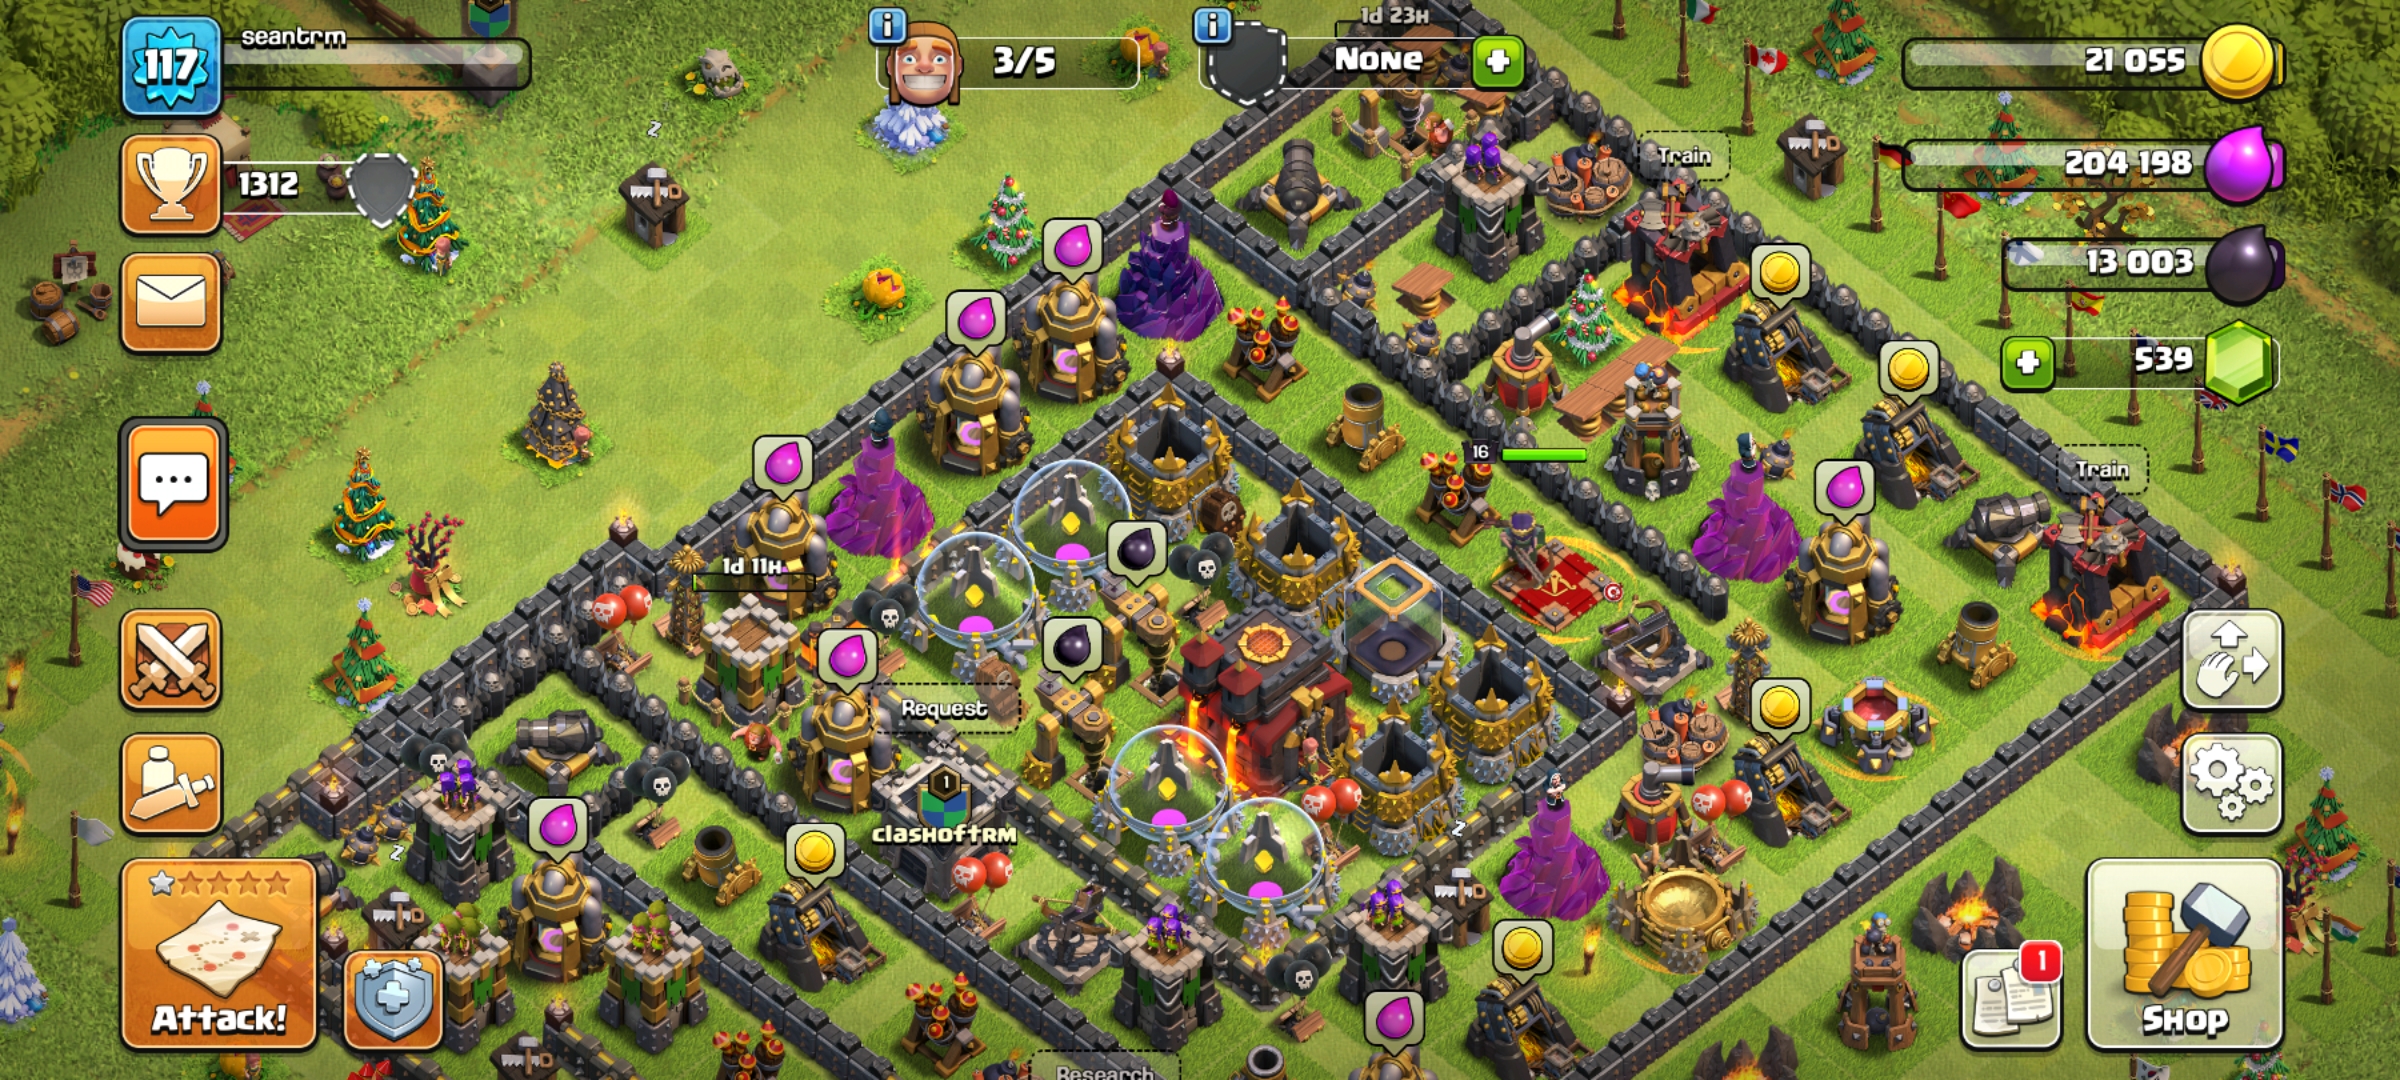 1d 23H
117
seantrm
3/5
None
21 055
1312
Train
204 198
13 003
539
16
Train
1d 11H
Request
1
clashofTRM
Attack!
1
Shop
Research